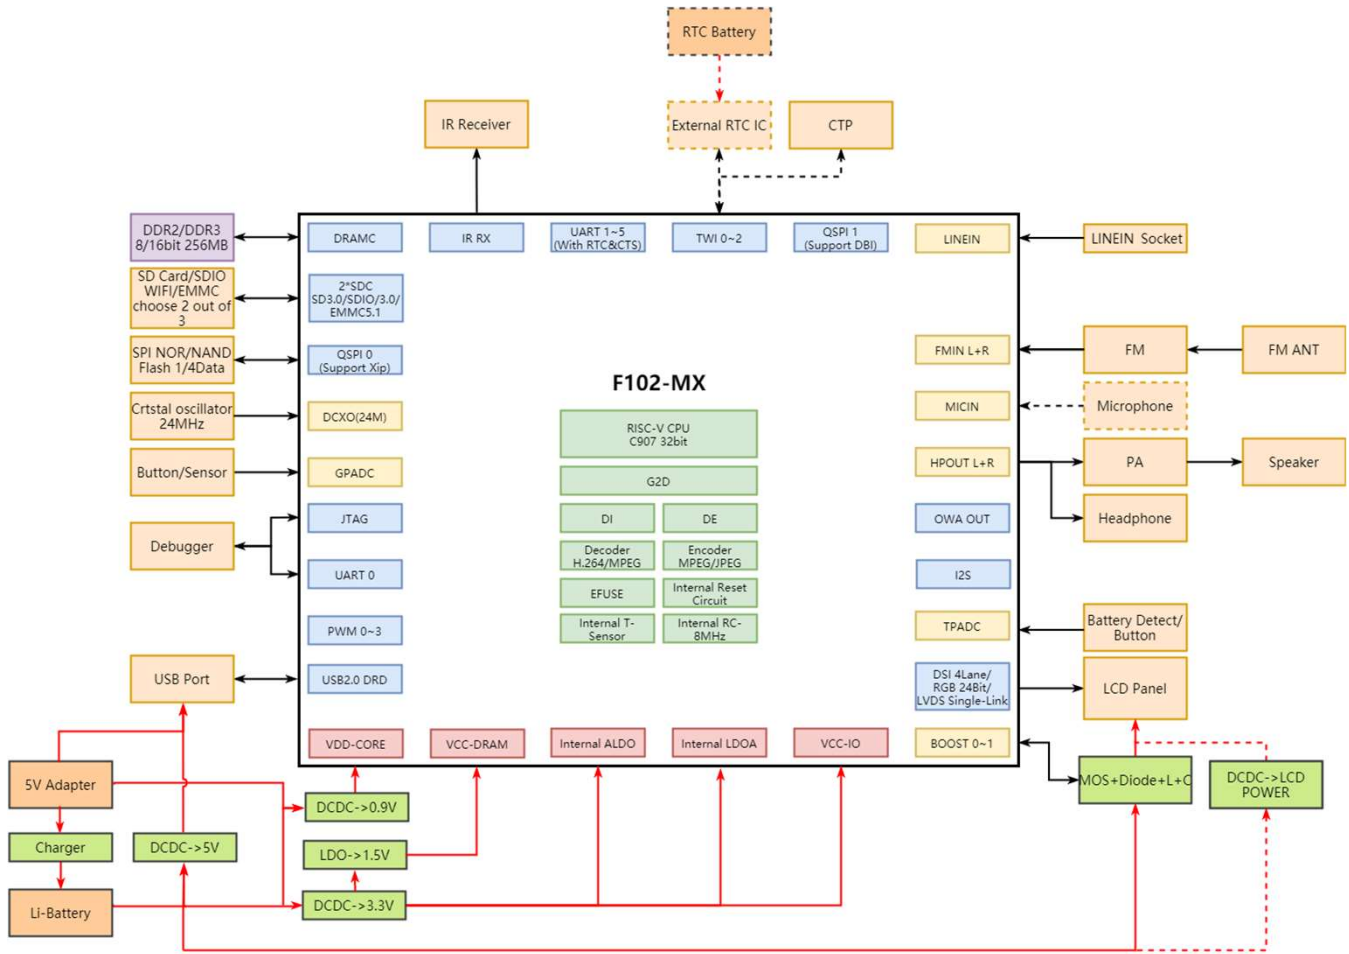 RTC Battery
IR Receiver
External RTC IC
CTP
DDR2/DDR3
8/16bit 256MB
DRAMC
IR RX
UART 1~5
(With RTC&CTS)
TWI 0~2
QSPI 1
(Support DBI)
LINEIN
LINEIN Socket
SD Card/SDIO
WIFI/EMMC
choose 2 out of
3
2*SDC
SD3.0/SDIO/3.0/
EMMC5.1
SPI NOR/NAND
Flash 1/4Data
QSPI 0
(Support Xip)
FMIN L+R
FM
FM ANT
F102-MX
Crtstal oscillator
24MHz
DCXO(24M)
MICIN
Microphone
RISC-V CPU
C907 32bit
Button/Sensor
GPADC
G2D
HPOUT L+R
PA
Speaker
JTAG
DI
DE
OWA OUT
Headphone
Debugger
Decoder
H.264/MPEG
Encoder
MPEG/JPEG
UART 0
EFUSE
Internal Reset
Circuit
I2S
PWM 0~3
Internal T-
Sensor
Internal RC-
8MHz
TPADC
Battery Detect/
Button
USB Port
USB2.0 DRD
DSI 4Lane/
RGB 24Bit/
LVDS Single-Link
LCD Panel
VDD-CORE
VCC-DRAM
Internal ALDO
Internal LDOA
VCC-IO
BOOST 0~1
5V Adapter
DCDC->0.9V
MOS+Diode+L+C
DCDC->LCD
POWER
Charger
DCDC->5V
LDO->1.5V
Li-Battery
DCDC->3.3V